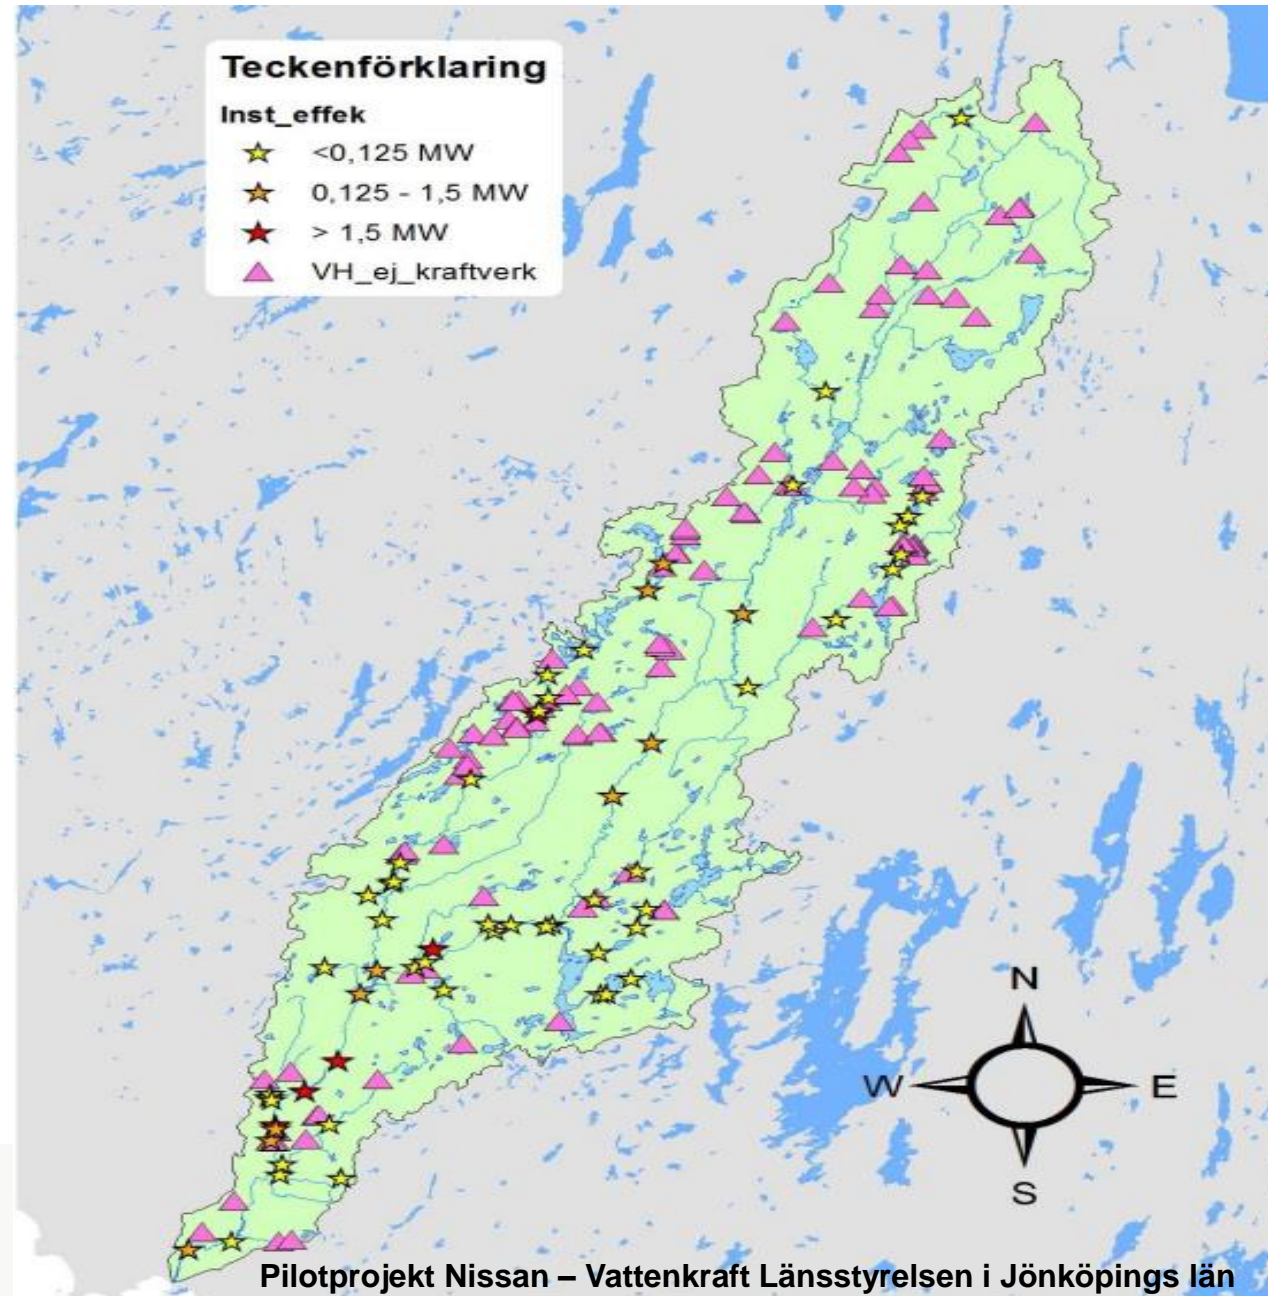 Teckenförklaring
Inst_effek
<0,125 MW
0,125 - 1,5 MW
> 1,5 MW
VH_ej_kraftverk
N
W
E
S
Pilotprojekt Nissan – Vattenkraft Länsstyrelsen i Jönköpings län